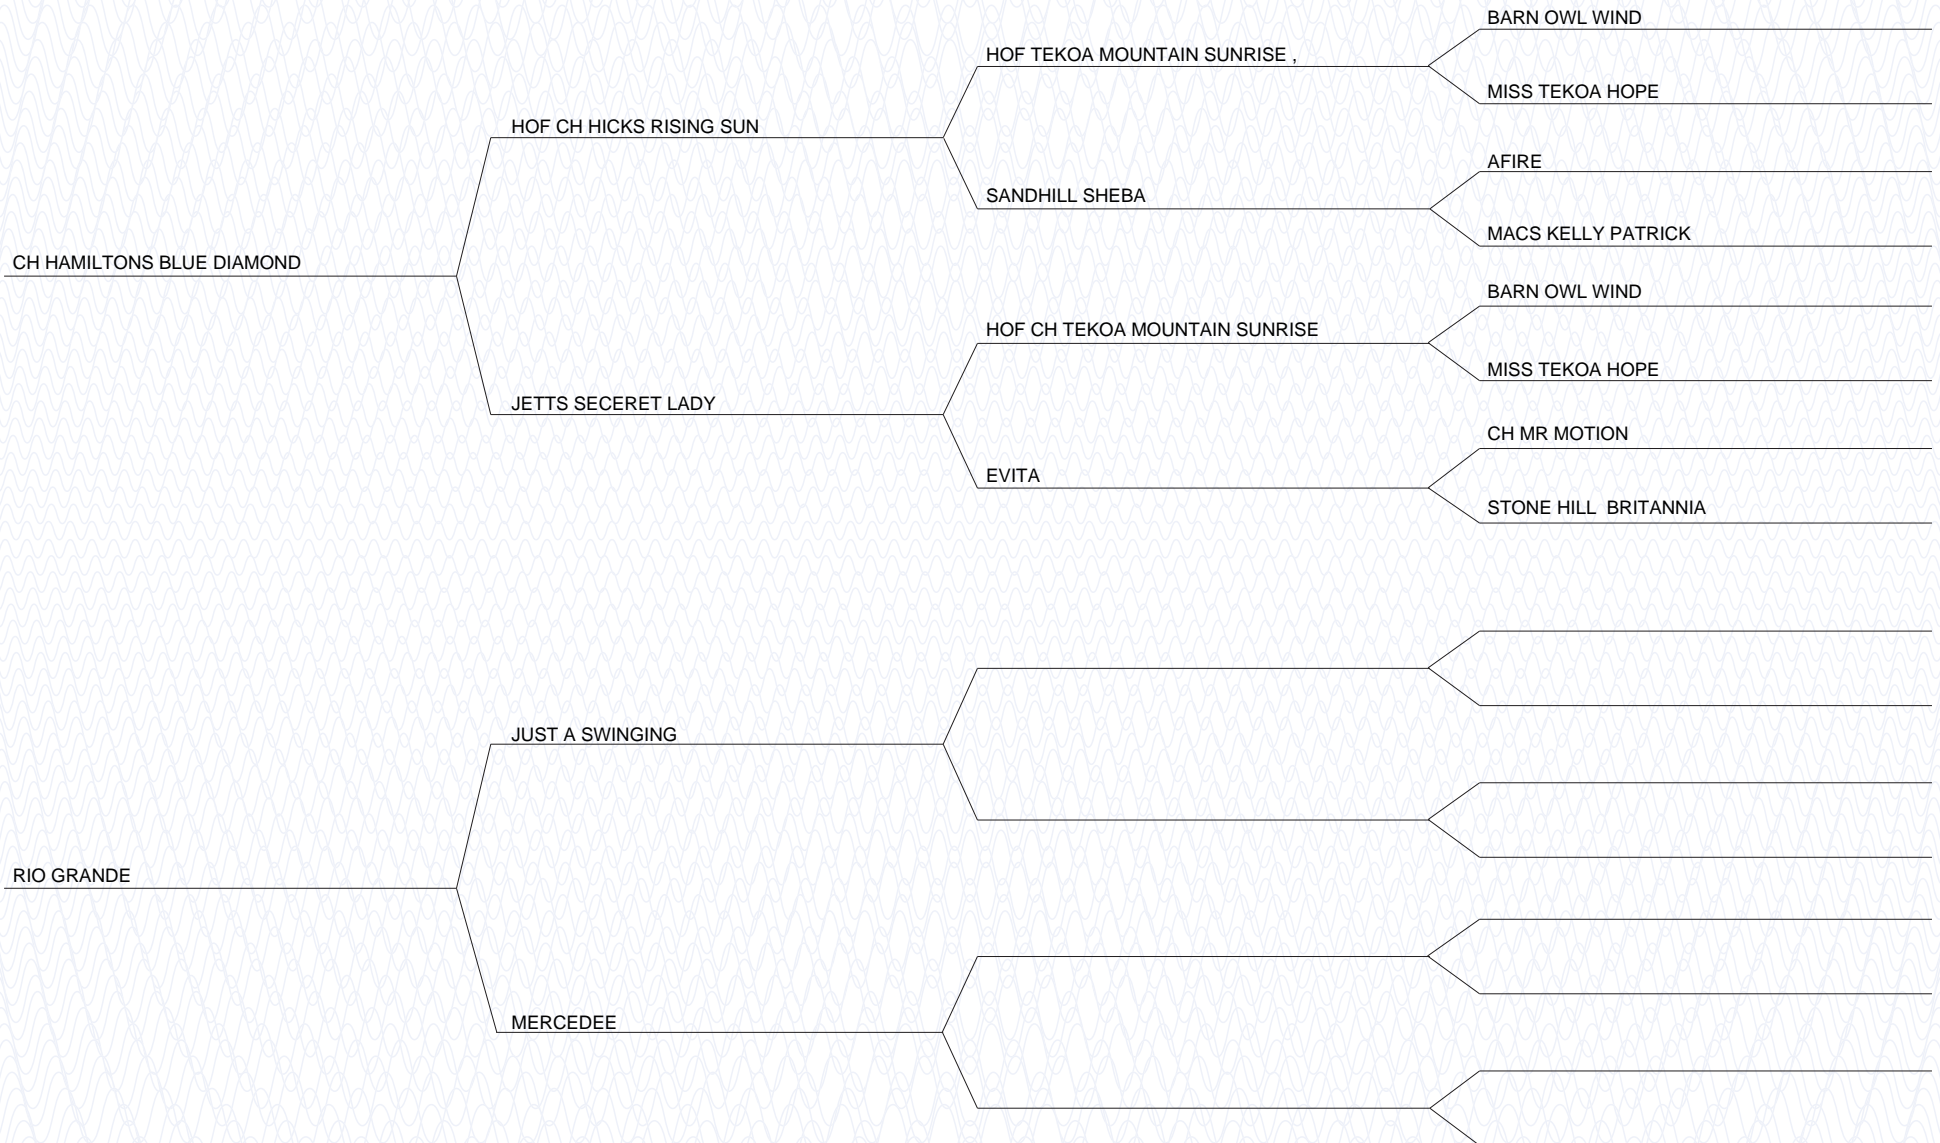 BARN OWL WIND
HOF TEKOA MOUNTAIN SUNRISE ,
MISS TEKOA HOPE
HOF CH HICKS RISING SUN
AFIRE
SANDHILL SHEBA
MACS KELLY PATRICK
CH HAMILTONS BLUE DIAMOND
BARN OWL WIND
HOF CH TEKOA MOUNTAIN SUNRISE
MISS TEKOA HOPE
JETTS SECERET LADY
CH MR MOTION
EVITA
STONE HILL  BRITANNIA
JUST A SWINGING
RIO GRANDE
MERCEDEE